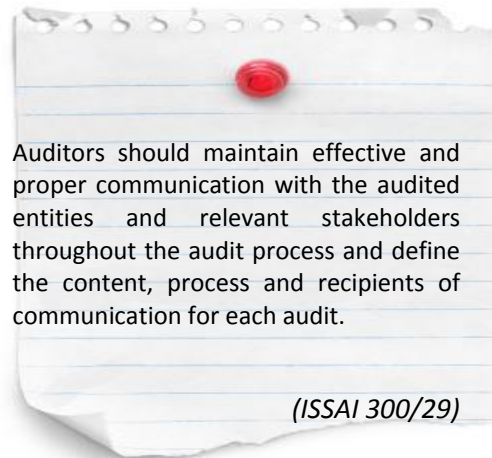 Auditors should maintain effective and
proper communication with the audited
entities and relevant stakeholders
throughout the audit process and define
the content, process and recipients of
communication for each audit.
(ISSAI 300/29)